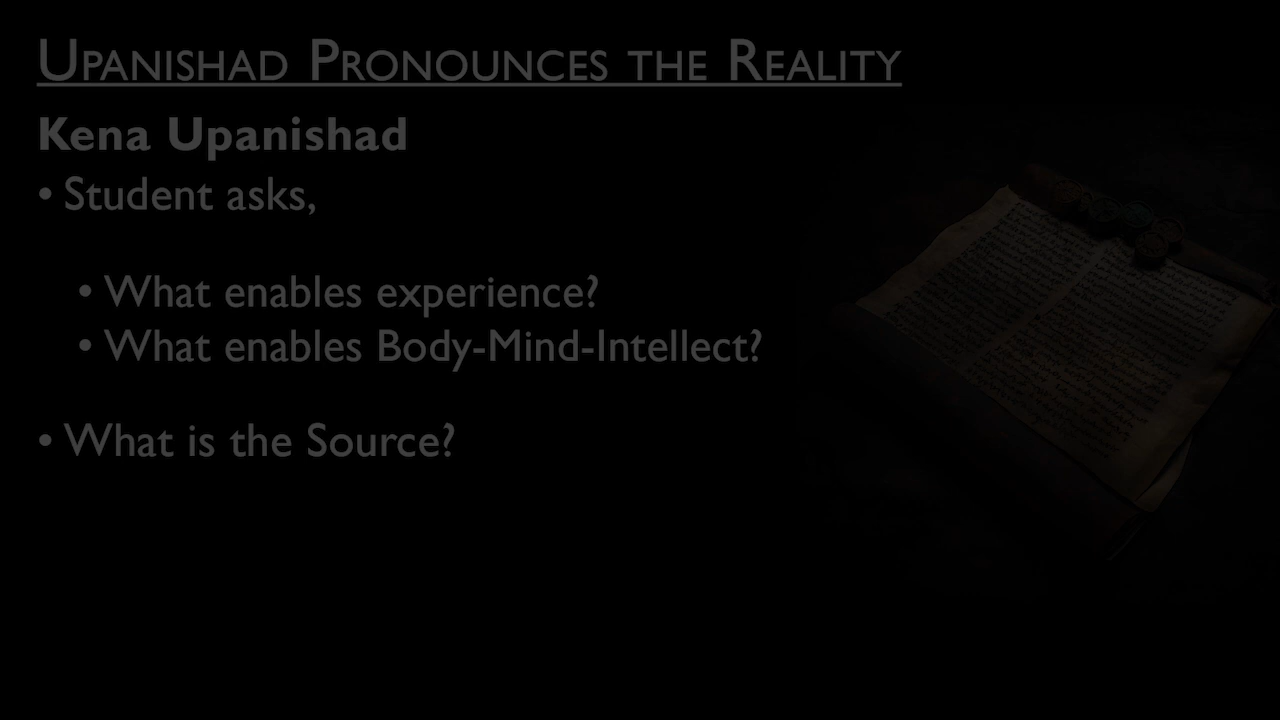 Upanishad Pronounces the Reality
Kena Upanishad
• Student asks,
• What enables experience?
• What enables Body-Mind-Intellect?
• What is the Source?